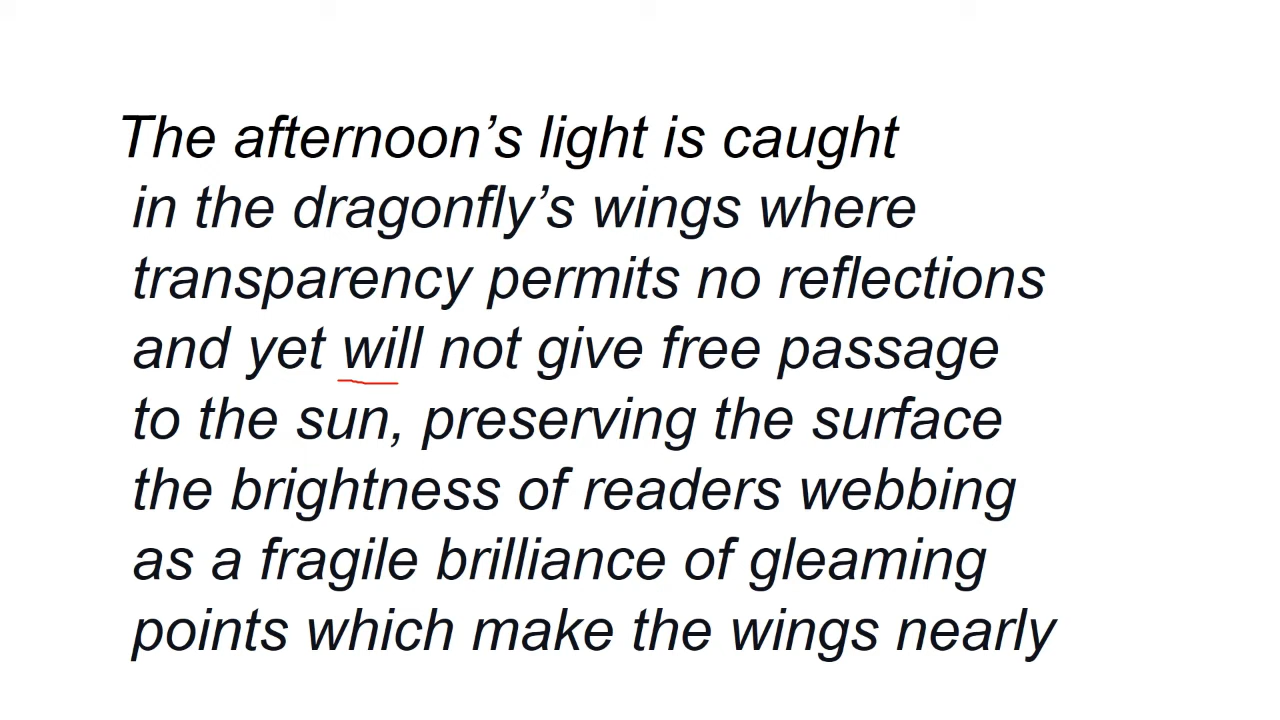 The afternoon’s light is caught
in the dragonfly’s wings where
transparency permits no reflections
and yet will not give free passage
to the sun, preserving the surface
the brightness of readers webbing
as a fragile brilliance of gleaming
points which make the wings nearly